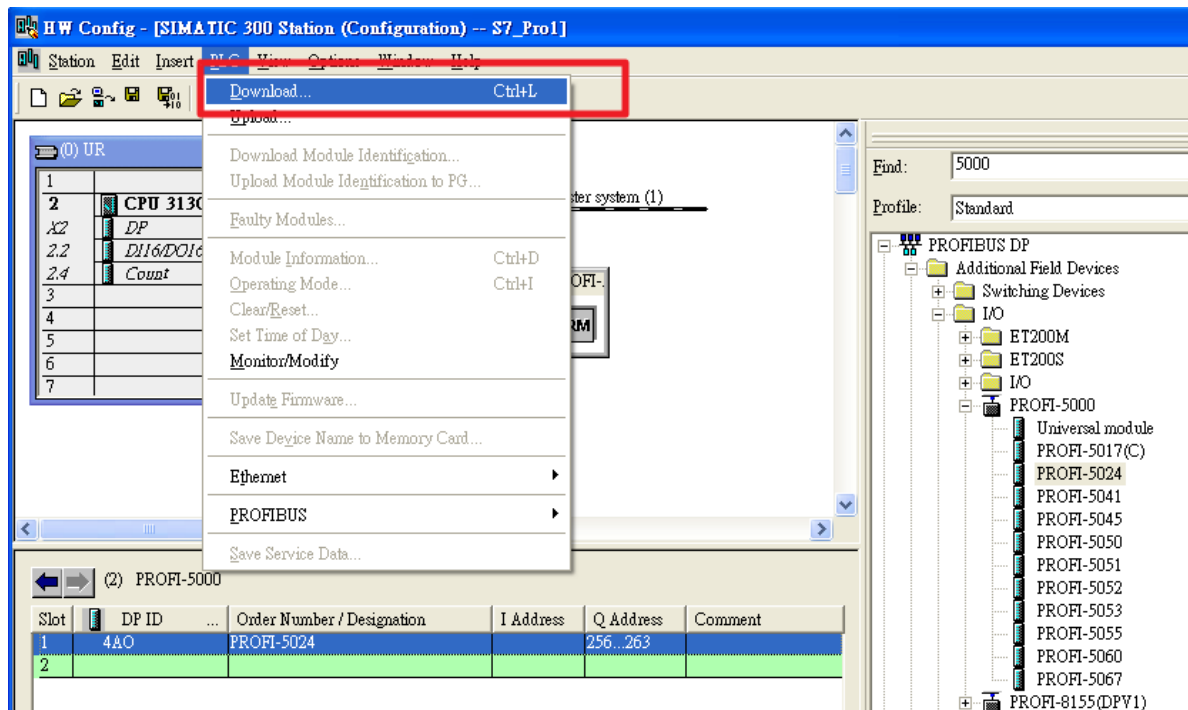 HW Config - [SIMATIC 300 Station (Configuration) -- S7_Pro1]
Station Edit Insert PLC View Options Window Help
Download... Ctrl+L
Upload...
Download Module Identification...
Upload Module Identification to PG...
Faulty Modules...
Module Information... Ctrl+D
Operating Mode... Ctrl+I
Clear/Reset...
Set Time of Day...
Monitor/Modify
Update Firmware...
Save Device Name to Memory Card...
Ethernet
PROFIBUS
Save Service Data...
(0) UR
1
2 CPU 313C
X2 DP
2.2 DI16/DO16
2.4 Count
3
4
5
6
7
ster system (1)
OFI-.
RM
Find: 5000
Profile: Standard
PROFIBUS DP
Additional Field Devices
Switching Devices
I/O
ET200M
ET200S
I/O
PROFI-5000
Universal module
PROFI-5017(C)
PROFI-5024
PROFI-5041
PROFI-5045
PROFI-5050
PROFI-5051
PROFI-5052
PROFI-5053
PROFI-5055
PROFI-5060
PROFI-5067
PROFI-8155(DPV1)
(2) PROFI-5000
Slot DP ID ... Order Number / Designation I Address Q Address Comment
1 4AO PROFI-5024 256...263
2